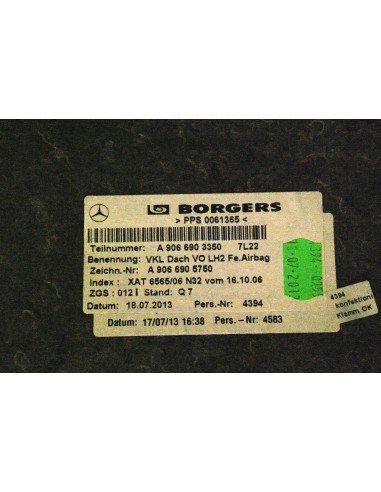 BORGERS
> PPS 0061365 <
Teilnummer: A 906 690 3350 7L22
Benennung: VKL Dach VO LH2 Fe.Airbag
Zeichn.-Nr: A 906 690 5750
Index : XAT 6565/06 N32 vom 16.10.06
ZGS : 012 I Stand: Q 7
Datum: 18.07.2013 Pers.-Nr: 4394
Datum: 17/07/13 16:38 Pers.-Nr: 4583
4394
konfektioni
Klamm. OK